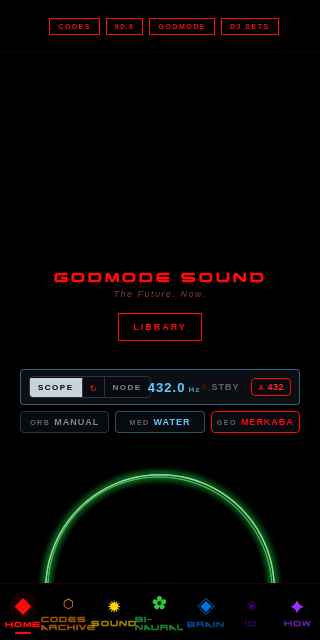 CODES 90.9 GODMODE DJ SETS
GODMODE SOUND
The Future. Now.
LIBRARY
SCOPE ↻ NODE 432.0 Hz STBY A 432
ORB MANUAL MED WATER GEO MERKABA
HOME CODES ARCHIVE SOUND BI-NAURAL BRAIN HOW